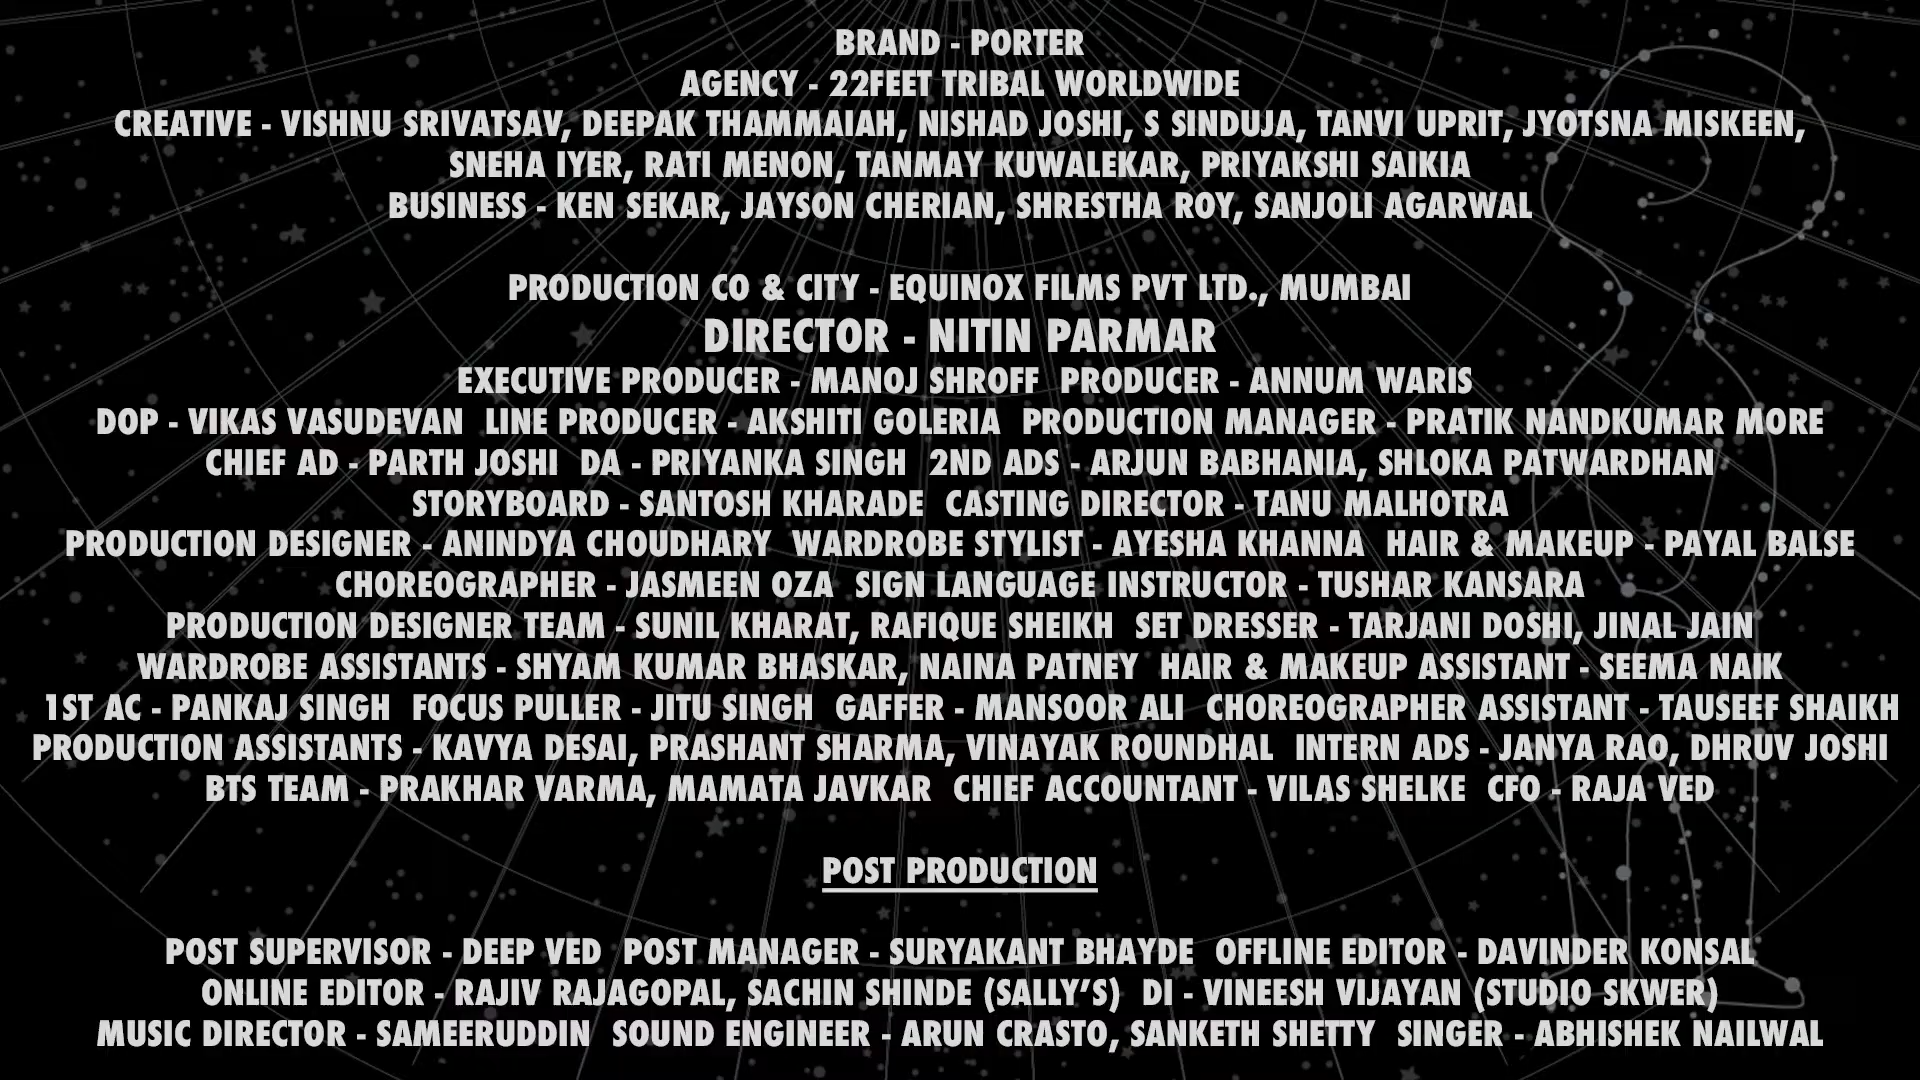 BRAND - PORTER
AGENCY - 22FEET TRIBAL WORLDWIDE
CREATIVE - VISHNU SRIVATSAV, DEEPAK THAMMAIAH, NISHAD JOSHI, S SINDUJA, TANVI UPRIT, JYOTSNA MISKEEN,
SNEHA IYER, RATI MENON, TANMAY KUWALEKAR, PRIYAKSHI SAIKIA
BUSINESS - KEN SEKAR, JAYSON CHERIAN, SHRESTHA ROY, SANJOLI AGARWAL
PRODUCTION CO & CITY - EQUINOX FILMS PVT LTD., MUMBAI
DIRECTOR - NITIN PARMAR
EXECUTIVE PRODUCER - MANOJ SHROFF  PRODUCER - ANNUM WARIS
DOP - VIKAS VASUDEVAN  LINE PRODUCER - AKSHITI GOLERIA  PRODUCTION MANAGER - PRATIK NANDKUMAR MORE
CHIEF AD - PARTH JOSHI  DA - PRIYANKA SINGH  2ND ADS - ARJUN BABHANIA, SHLOKA PATWARDHAN
STORYBOARD - SANTOSH KHARADE  CASTING DIRECTOR - TANU MALHOTRA
PRODUCTION DESIGNER - ANINDYA CHOUDHARY  WARDROBE STYLIST - AYESHA KHANNA  HAIR & MAKEUP - PAYAL BALSE
CHOREOGRAPHER - JASMEEN OZA  SIGN LANGUAGE INSTRUCTOR - TUSHAR KANSARA
PRODUCTION DESIGNER TEAM - SUNIL KHARAT, RAFIQUE SHEIKH  SET DRESSER - TARJANI DOSHI, JINAL JAIN
WARDROBE ASSISTANTS - SHYAM KUMAR BHASKAR, NAINA PATNEY  HAIR & MAKEUP ASSISTANT - SEEMA NAIK
1ST AC - PANKAJ SINGH  FOCUS PULLER - JITU SINGH  GAFFER - MANSOOR ALI  CHOREOGRAPHER ASSISTANT - TAUSEEF SHAIKH
PRODUCTION ASSISTANTS - KAVYA DESAI, PRASHANT SHARMA, VINAYAK ROUNDHAL  INTERN ADS - JANYA RAO, DHRUV JOSHI
BTS TEAM - PRAKHAR VARMA, MAMATA JAVKAR  CHIEF ACCOUNTANT - VILAS SHELKE  CFO - RAJA VED
POST PRODUCTION
POST SUPERVISOR - DEEP VED  POST MANAGER - SURYAKANT BHAYDE  OFFLINE EDITOR - DAVINDER KONSAL
ONLINE EDITOR - RAJIV RAJAGOPAL, SACHIN SHINDE (SALLY'S)  DI - VINEESH VIJAYAN (STUDIO SKWER)
MUSIC DIRECTOR - SAMEERUDDIN  SOUND ENGINEER - ARUN CRASTO, SANKETH SHETTY  SINGER - ABHISHEK NAILWAL